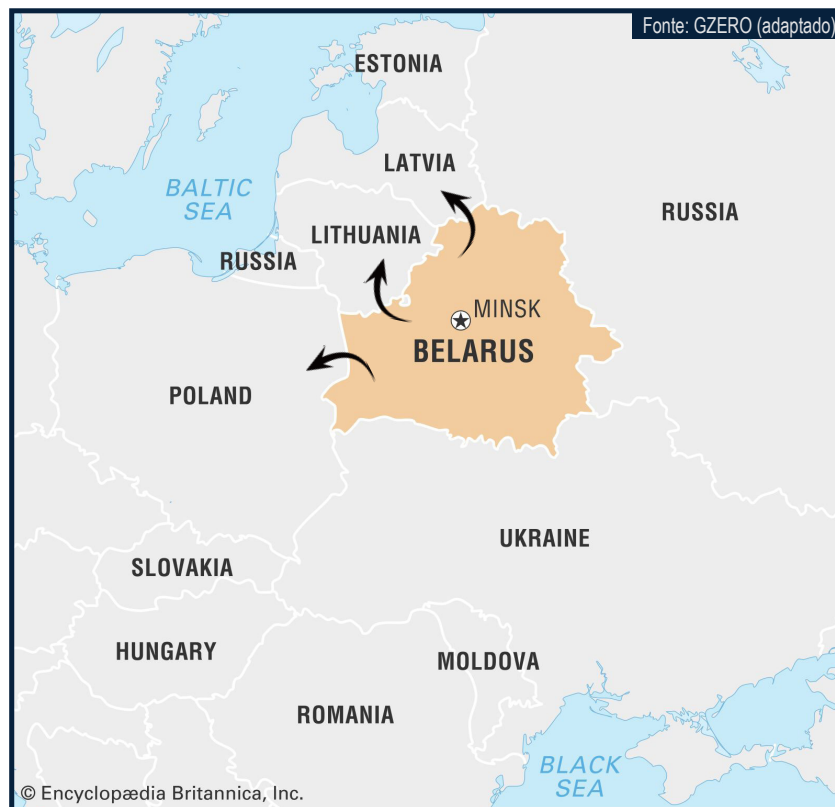 Fonte: GZERO (adaptado)
ESTONIA
LATVIA
BALTIC
SEA
RUSSIA
LITHUANIA
RUSSIA
MINSK
BELARUS
POLAND
UKRAINE
SLOVAKIA
HUNGARY
MOLDOVA
ROMANIA
BLACK
SEA
© Encyclopædia Britannica, Inc.